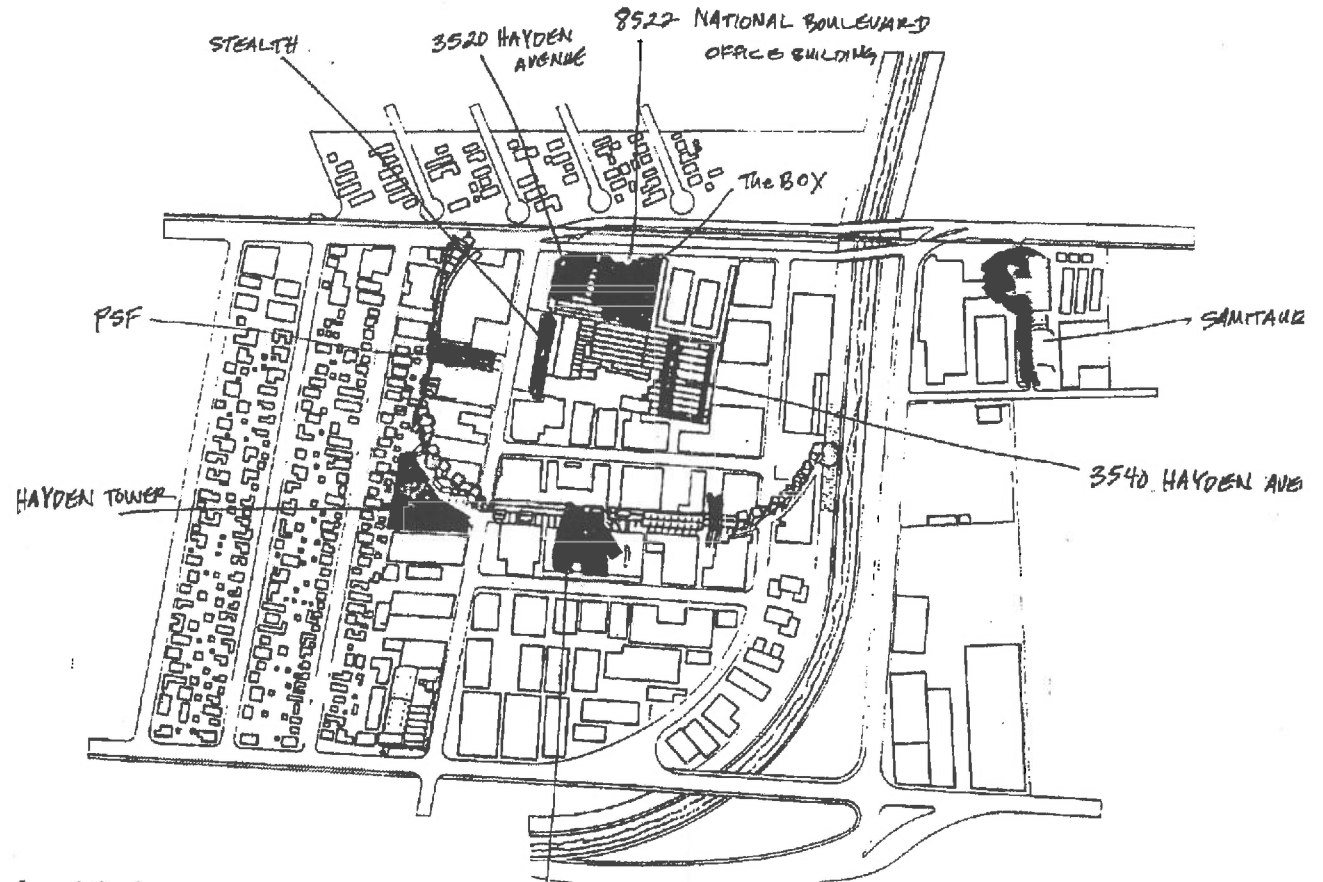 8522 NATIONAL BOULEVARD
OFFICE BUILDING
STEALTH
3520 HAYDEN
AVENUE
The BOX
PSF
SAMITAUR
3540 HAYDEN AVE
HAYDEN TOWER